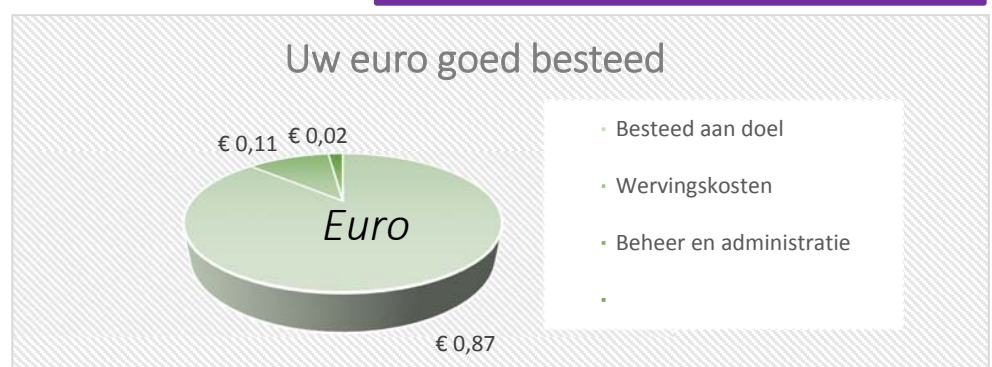 Uw euro goed besteed
€ 0,11 € 0,02
Euro
€ 0,87
Besteed aan doel
Wervingskosten
Beheer en administratie